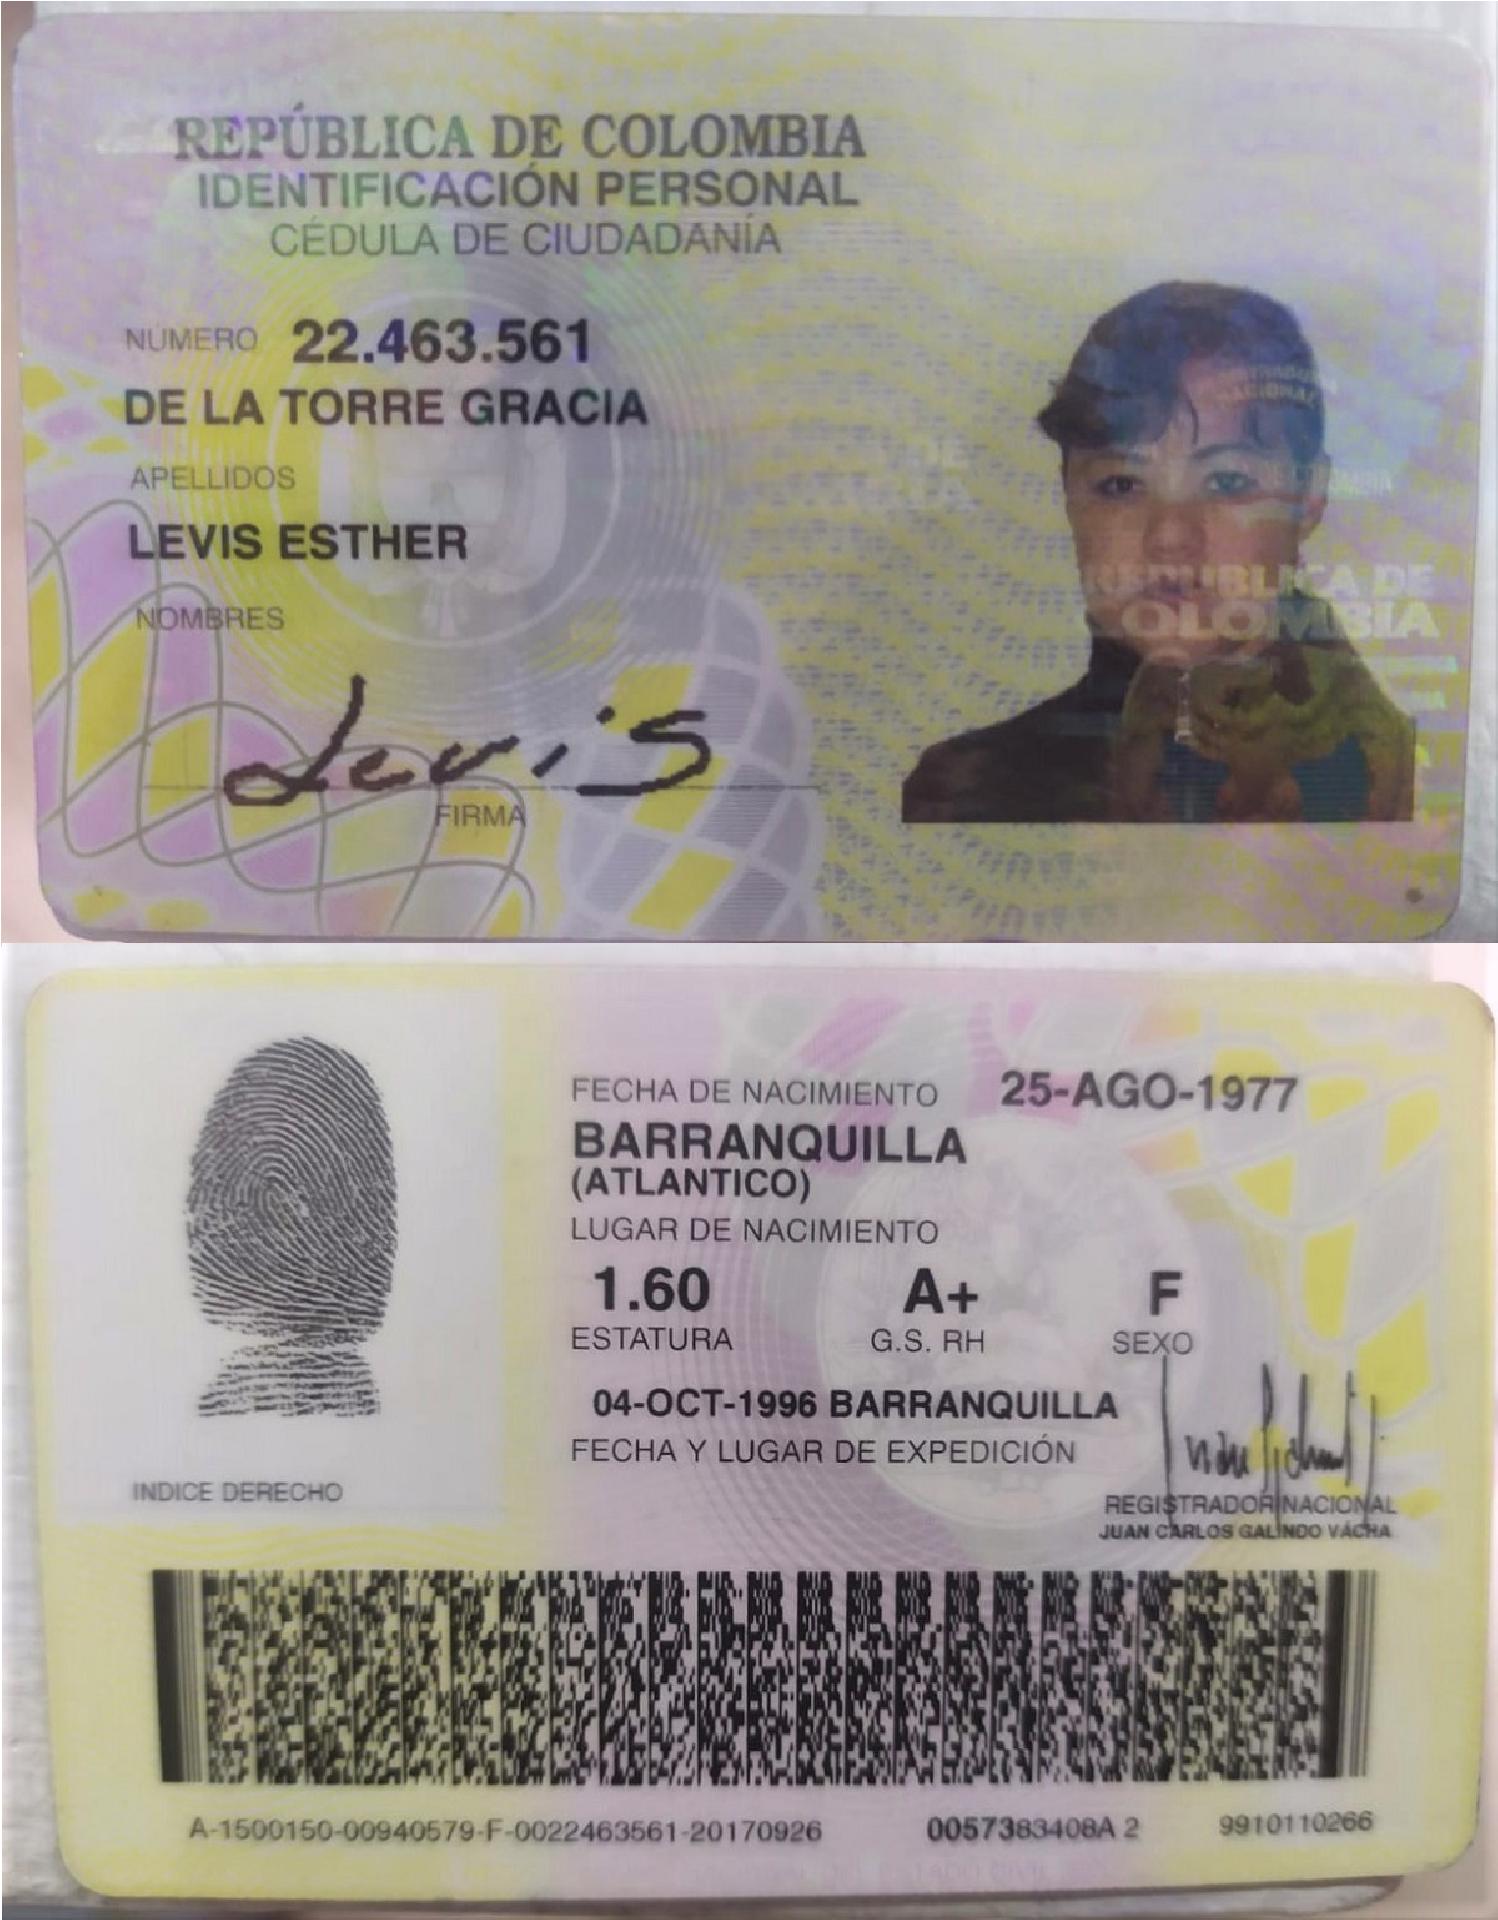 REPÚBLICA DE COLOMBIA
IDENTIFICACIÓN PERSONAL
CÉDULA DE CIUDADANÍA
NÚMERO 22.463.561
DE LA TORRE GRACIA
APELLIDOS
LEVIS ESTHER
NOMBRES
Levis
FIRMA
REPUBLICA DE
COLOMBIA
FECHA DE NACIMIENTO 25-AGO-1977
BARRANQUILLA
(ATLANTICO)
LUGAR DE NACIMIENTO
1.60 A+ F
ESTATURA G.S. RH SEXO
04-OCT-1996 BARRANQUILLA
FECHA Y LUGAR DE EXPEDICIÓN
INDICE DERECHO
REGISTRADOR NACIONAL
JUAN CARLOS GALINDO VÁCHA
A-1500150-00940579-F-0022463561-20170926 0057383408A 2 9910110266